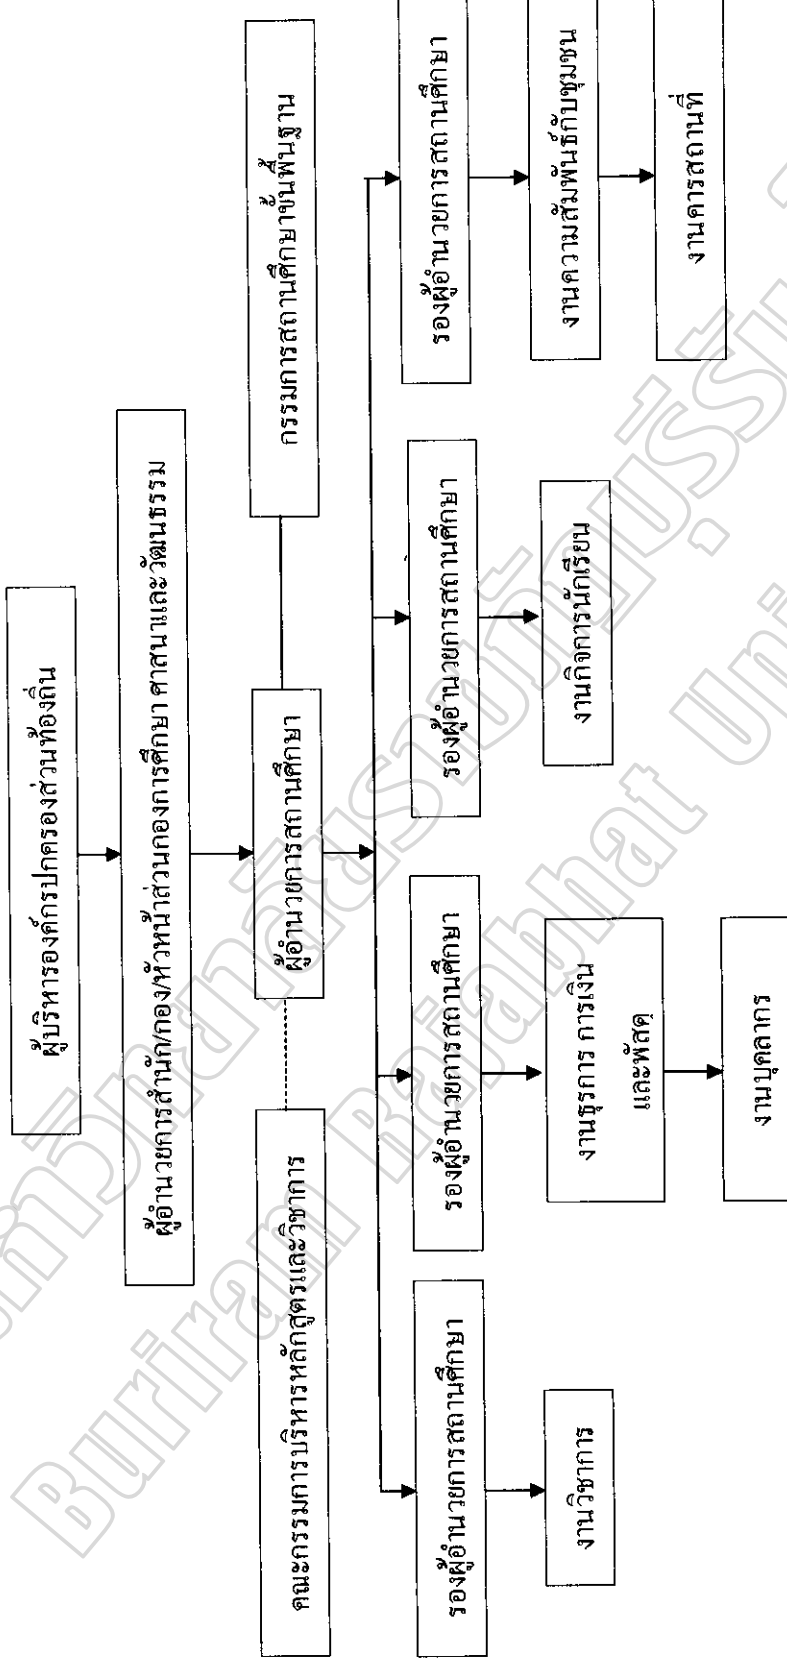 ผู้บริหารองค์กรปกครองส่วนท้องถิ่น
ผู้อำนวยการสำนัก/กอง/หัวหน้าส่วนกองการศึกษา ศาสนาและวัฒนธรรม
คณะกรรมการบริหารหลักสูตรและวิชาการ
ผู้อำนวยการสถานศึกษา
กรรมการสถานศึกษาขั้นพื้นฐาน
รองผู้อำนวยการสถานศึกษา
รองผู้อำนวยการสถานศึกษา
รองผู้อำนวยการสถานศึกษา
รองผู้อำนวยการสถานศึกษา
งานวิชาการ
งานธุรการ การเงิน
และพัสดุ
งานกิจการนักเรียน
งานความสัมพันธ์กับชุมชน
งานบุคลากร
งานคารสถานที่
Buriram Rajabhat